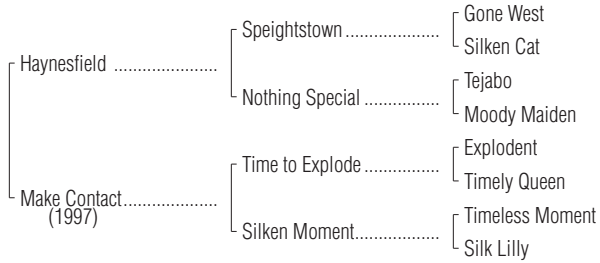 Gone West
Speightstown ....................
Silken Cat
Haynesfield ......................
Tejabo
Nothing Special ................
Moody Maiden
Explodent
Time to Explode ................
Timely Queen
Make Contact ....................
(1997)
Timeless Moment
Silken Moment ..................
Silk Lilly